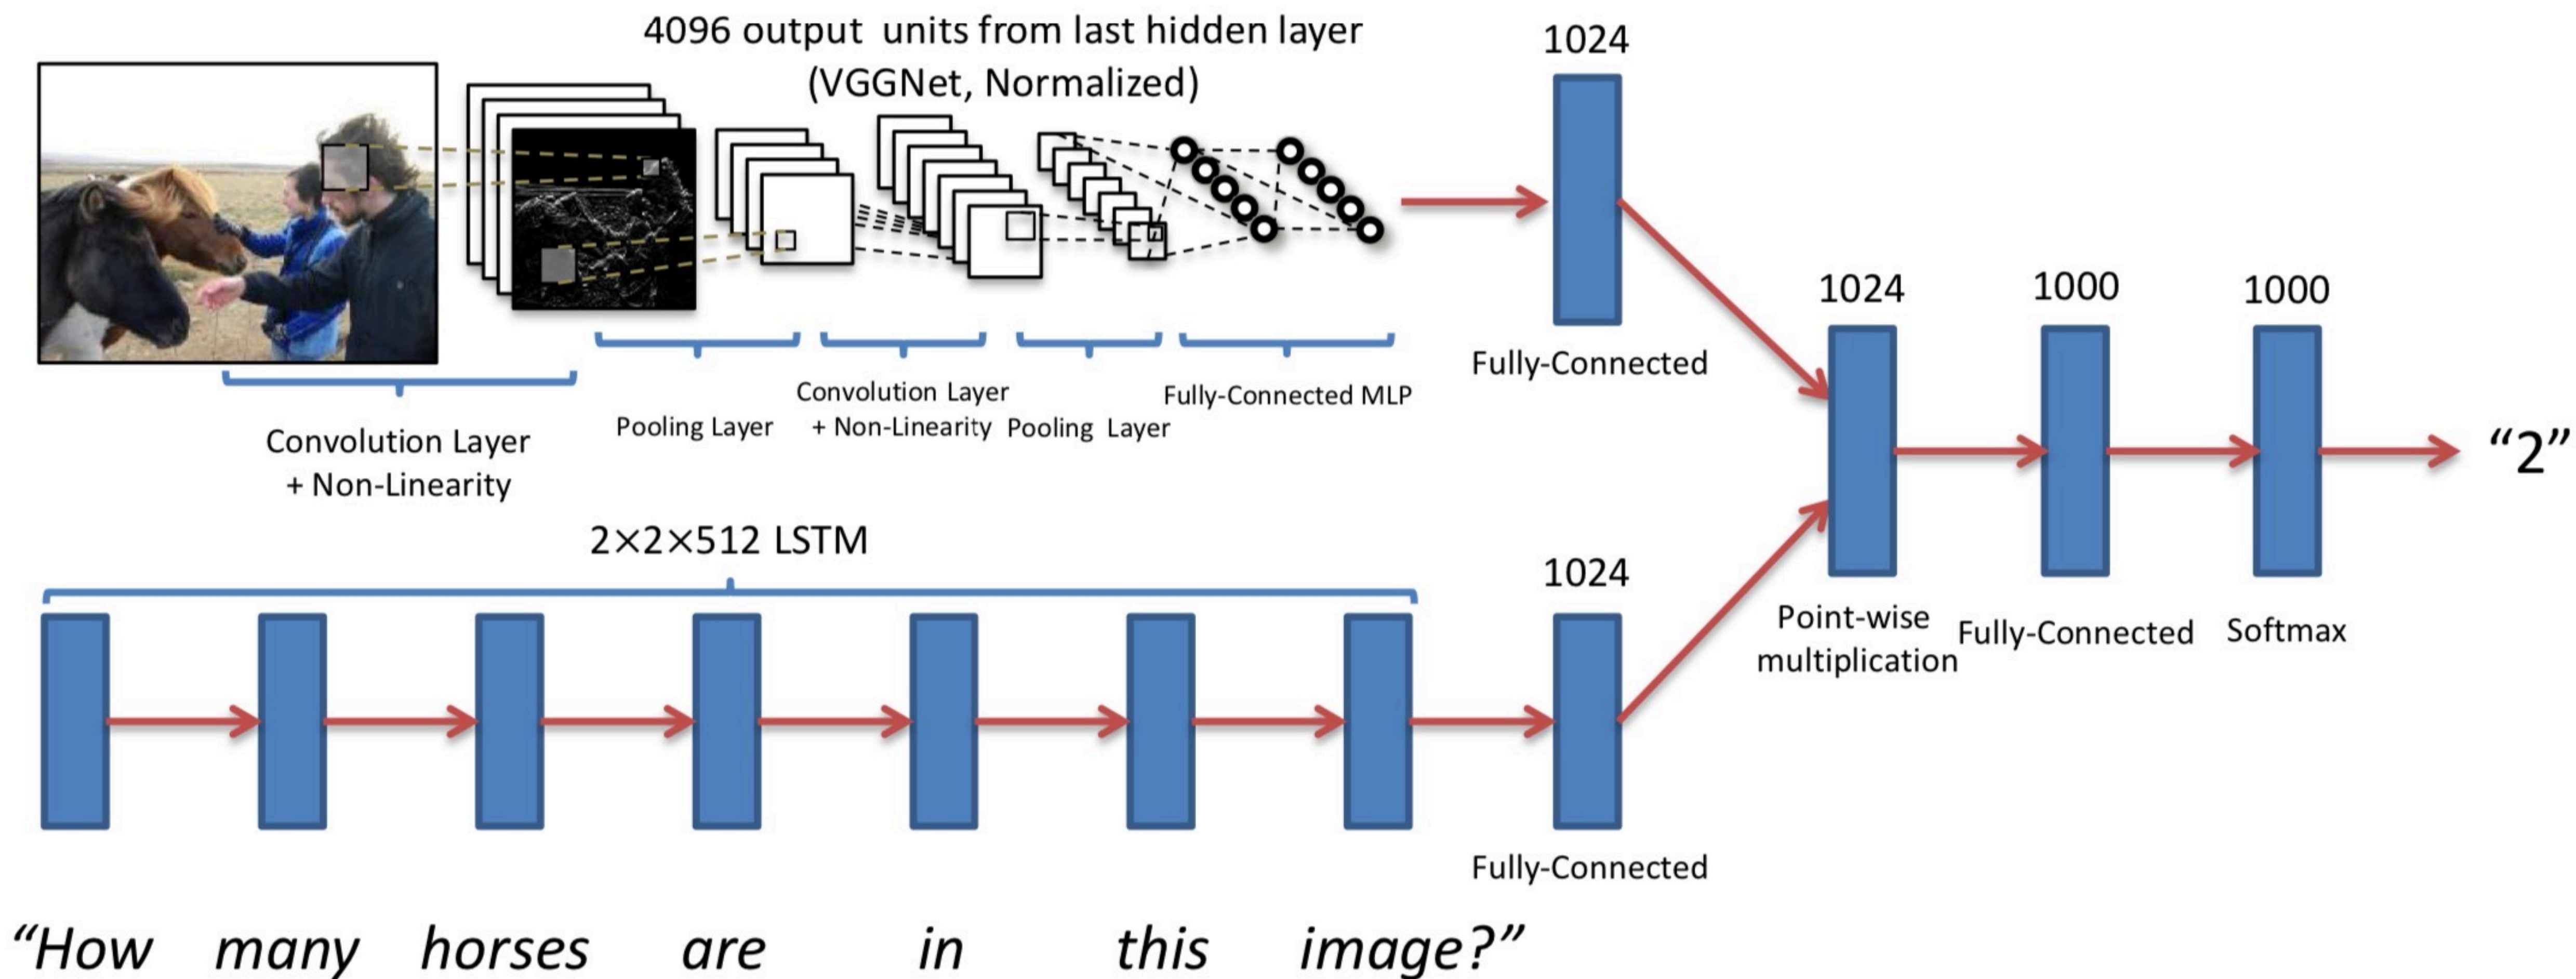 4096 output units from last hidden layer
(VGGNet, Normalized)
1024
Fully-Connected
Convolution Layer
+ Non-Linearity
Pooling Layer
Convolution Layer
+ Non-Linearity
Pooling Layer
Fully-Connected MLP
2×2×512 LSTM
1024
Fully-Connected
1024
Point-wise
multiplication
1000
Fully-Connected
1000
Softmax
“2”
“How many horses are in this image?”